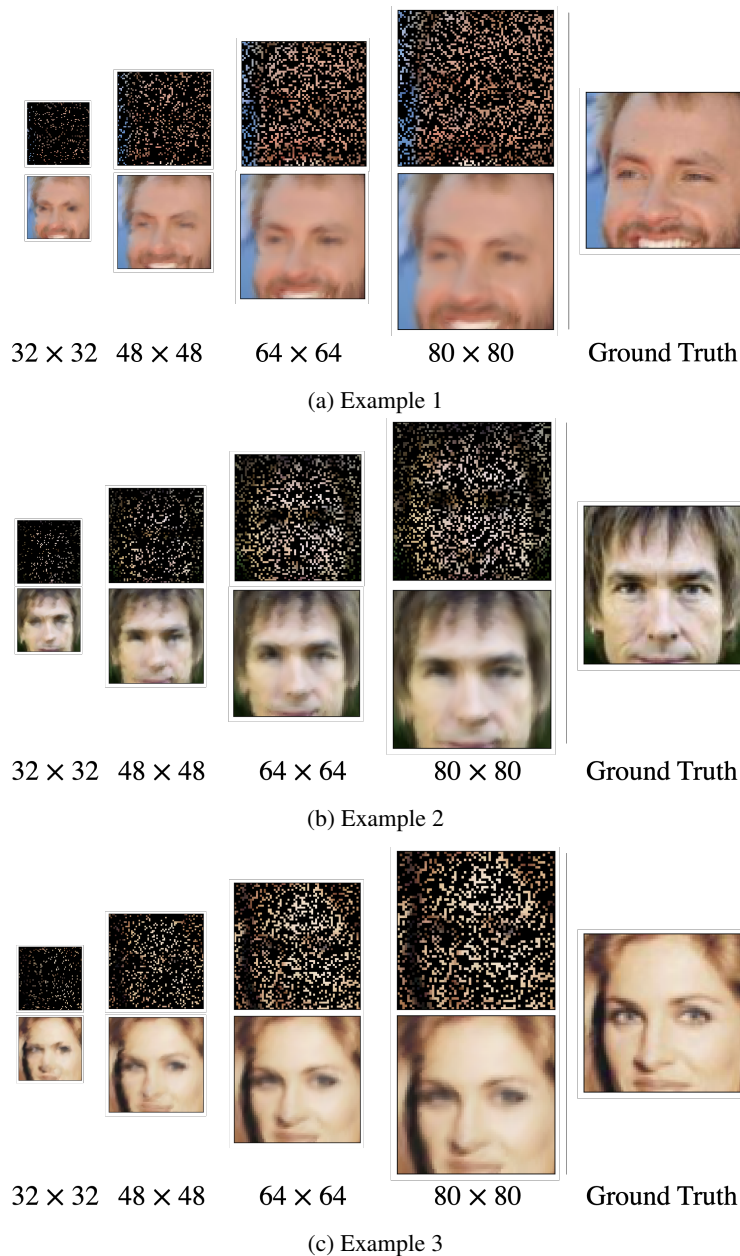 32 × 32 48 × 48 64 × 64 80 × 80 Ground Truth
(a) Example 1
32 × 32 48 × 48 64 × 64 80 × 80 Ground Truth
(b) Example 2
32 × 32 48 × 48 64 × 64 80 × 80 Ground Truth
(c) Example 3